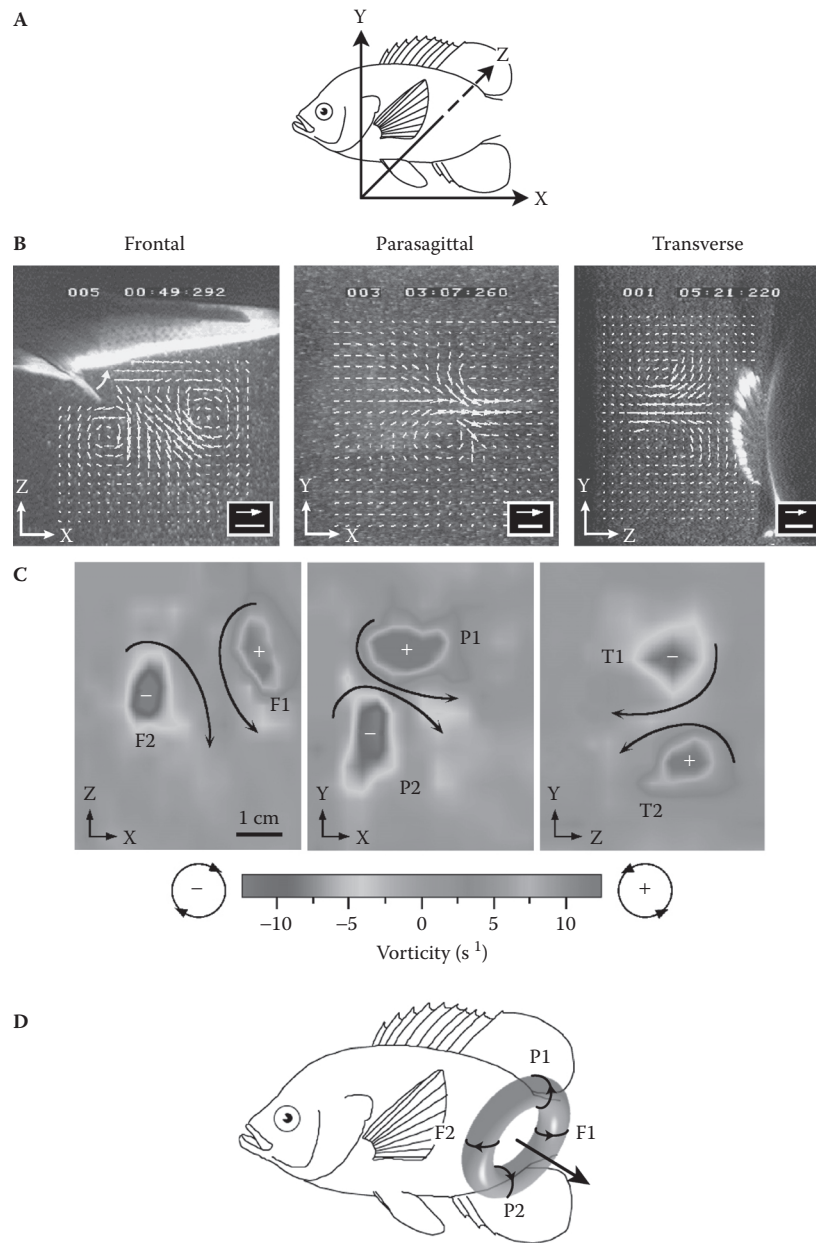 A
Y
Z
X
B
Frontal Parasagittal Transverse
005 00:49:292
003 03:07:260
001 05:21:220
Z
X
Y
X
Y
Z
C
F2
−
+
F1
Z
X
1 cm
P1
+
−
P2
Y
X
T1
−
+
T2
Y
Z
−
+
−10 −5 0 5 10
Vorticity (s 1)
D
P1
F2
F1
P2